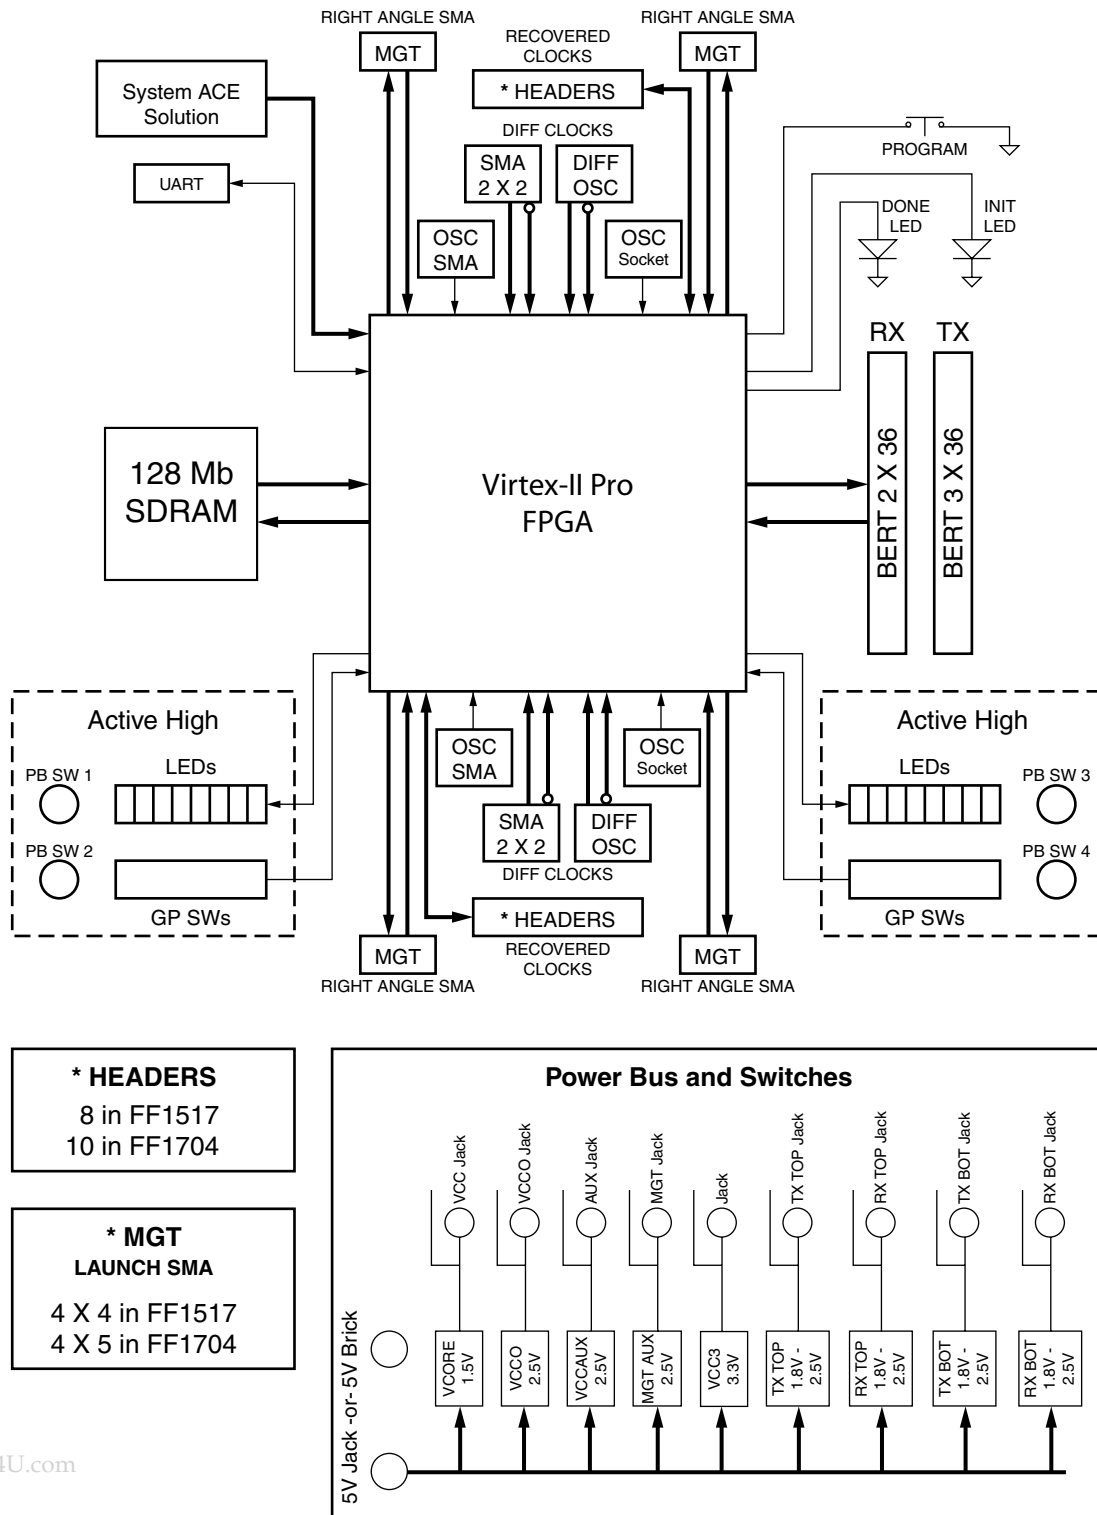 RIGHT ANGLE SMA
MGT
RECOVERED
CLOCKS
* HEADERS
RIGHT ANGLE SMA
MGT
System ACE
Solution
UART
DIFF CLOCKS
SMA
2 X 2
DIFF
OSC
OSC
SMA
OSC
Socket
PROGRAM
DONE
LED
INIT
LED
RX
TX
128 Mb
SDRAM
Virtex-II Pro
FPGA
BERT 2 X 36
BERT 3 X 36
Active High
LEDs
PB SW 1
PB SW 2
GP SWs
OSC
SMA
OSC
Socket
SMA
2 X 2
DIFF
OSC
DIFF CLOCKS
* HEADERS
RECOVERED
CLOCKS
MGT
RIGHT ANGLE SMA
MGT
RIGHT ANGLE SMA
Active High
LEDs
PB SW 3
PB SW 4
GP SWs
* HEADERS
8 in FF1517
10 in FF1704
* MGT
LAUNCH SMA
4 X 4 in FF1517
4 X 5 in FF1704
Power Bus and Switches
VCC Jack
VCCO Jack
AUX Jack
MGT Jack
Jack
TX TOP Jack
RX TOP Jack
TX BOT Jack
RX BOT Jack
5V Jack -or- 5V Brick
VCORE
1.5V
VCCO
2.5V
VCCAUX
2.5V
MGT AUX
2.5V
VCC3
3.3V
TX TOP
1.8V -
2.5V
RX TOP
1.8V -
2.5V
TX BOT
1.8V -
2.5V
RX BOT
1.8V -
2.5V
4U.com